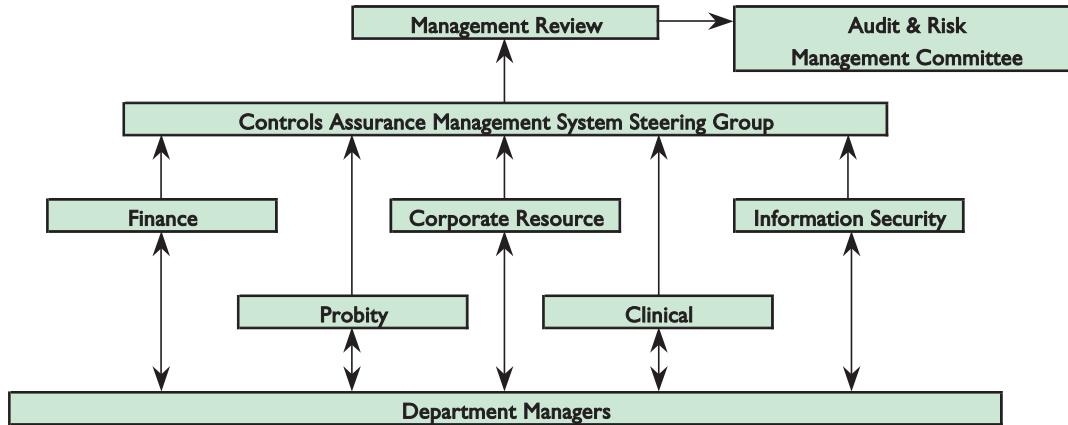 Management Review
Audit & Risk
Management Committee
Controls Assurance Management System Steering Group
Finance
Corporate Resource
Information Security
Probity
Clinical
Department Managers